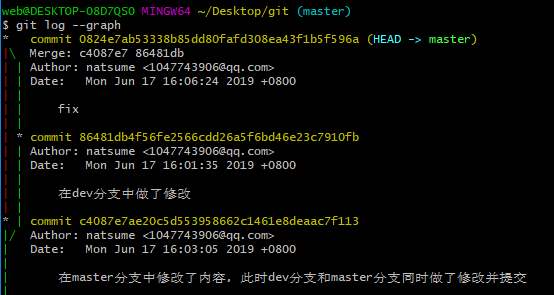 web@DESKTOP-O8D7QSO MINGW64 ~/Desktop/git (master)
$ git log --graph
*   commit 0824e7ab53338b85dd80fafd308ea43f1b5f596a (HEAD -> master)
|\  Merge: c4087e7 86481db
| | Author: natsume <1047743906@qq.com>
| | Date:   Mon Jun 17 16:06:24 2019 +0800
| |
| |     fix
| |
| * commit 86481db4f56fe2566cdd26a5f6bd46e23c7910fb
| | Author: natsume <1047743906@qq.com>
| | Date:   Mon Jun 17 16:01:35 2019 +0800
| |
| |     在dev分支中做了修改
| |
* | commit c4087e7ae20c5d553958662c1461e8deaac7f113
|/  Author: natsume <1047743906@qq.com>
|   Date:   Mon Jun 17 16:03:05 2019 +0800
|
|       在master分支中修改了内容, 此时dev分支和master分支同时做了修改并提交